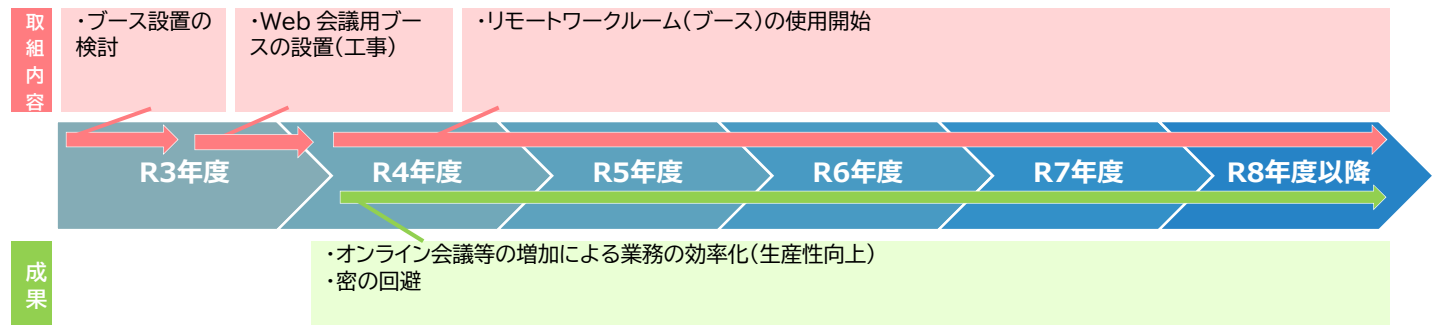 取組内容
・ブース設置の
検討
・Web 会議用ブー
スの設置(工事)
・リモートワークルーム(ブース)の使用開始
R3年度
R4年度
R5年度
R6年度
R7年度
R8年度以降
成果
・オンライン会議等の増加による業務の効率化(生産性向上)
・密の回避